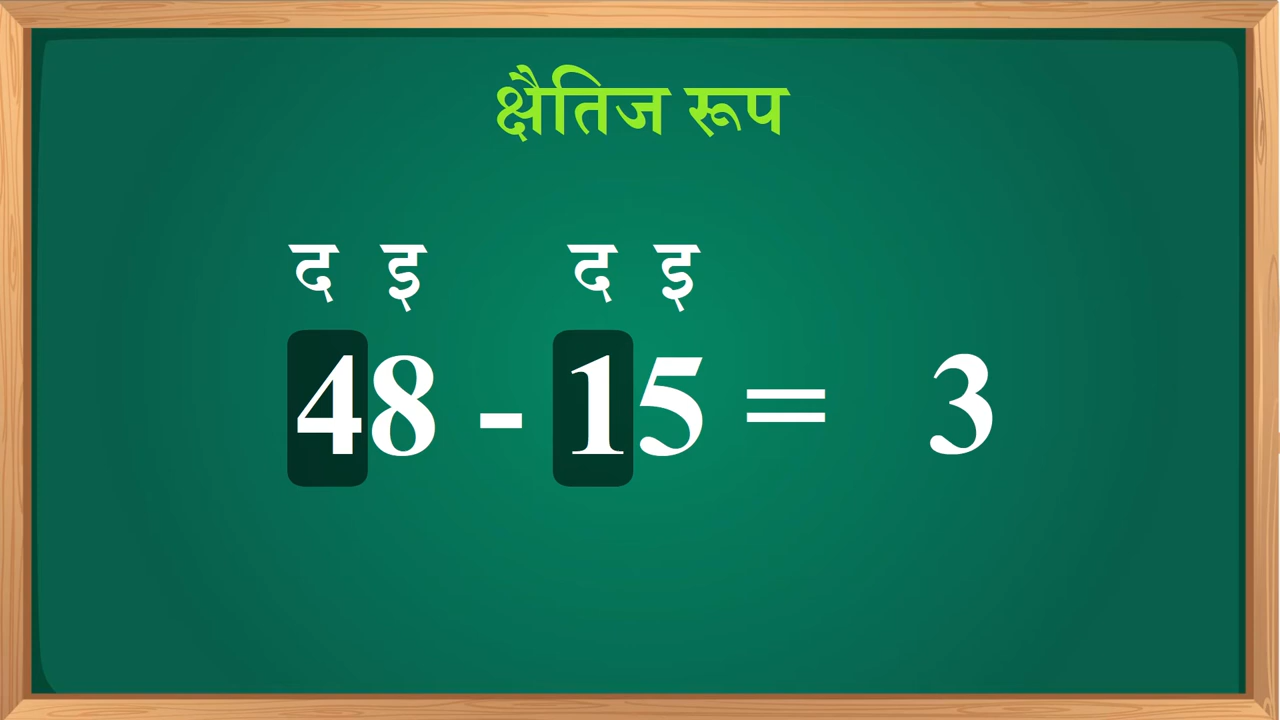 क्षैतिज रूप
द इ द इ
48 - 15 = 3